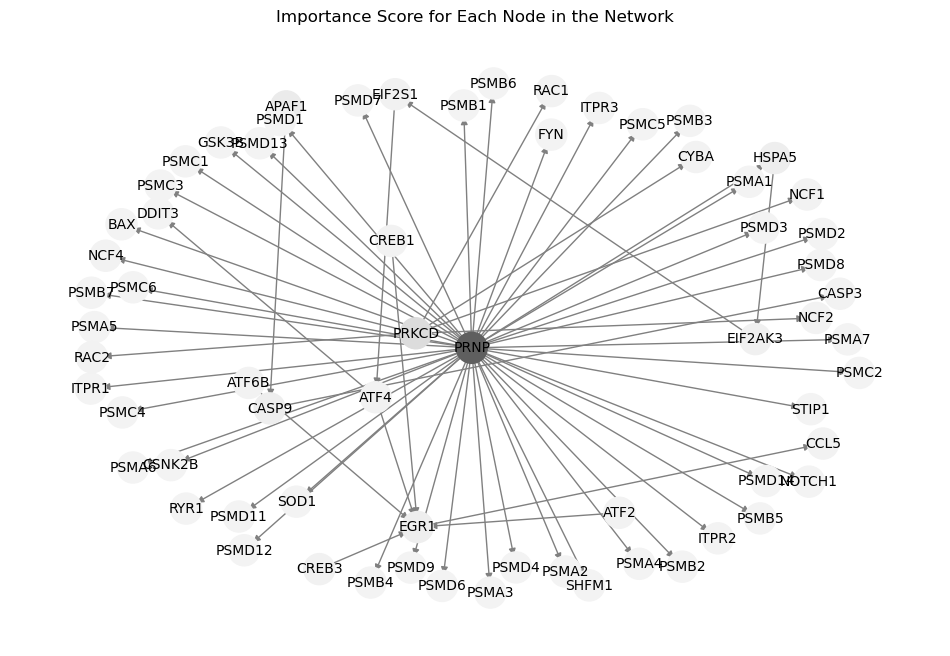 Importance Score for Each Node in the Network
PSMB6
RAC1
EIF2S1
PSMD7
APAF1
PSMB1
ITPR3
PSMD1
PSMC5
PSMB3
FYN
GSK3B
PSMD13
CYBA
HSPA5
PSMC1
PSMA1
PSMC3
NCF1
DDIT3
BAX
PSMD3
PSMD2
CREB1
NCF4
PSMD8
PSMC6
PSMB7
CASP3
NCF2
PSMA5
PRKCD
EIF2AK3
PSMA7
PRNP
RAC2
PSMC2
ATF6B
ITPR1
ATF4
CASP9
STIP1
PSMC4
CCL5
CSNK2B
PSMA6
PSMD14
NOTCH1
SOD1
RYR1
ATF2
PSMD11
PSMB5
EGR1
ITPR2
PSMD12
PSMA4
CREB3
PSMD9
PSMD4
PSMB2
PSMA2
PSMB4
PSMD6
SHFM1
PSMA3